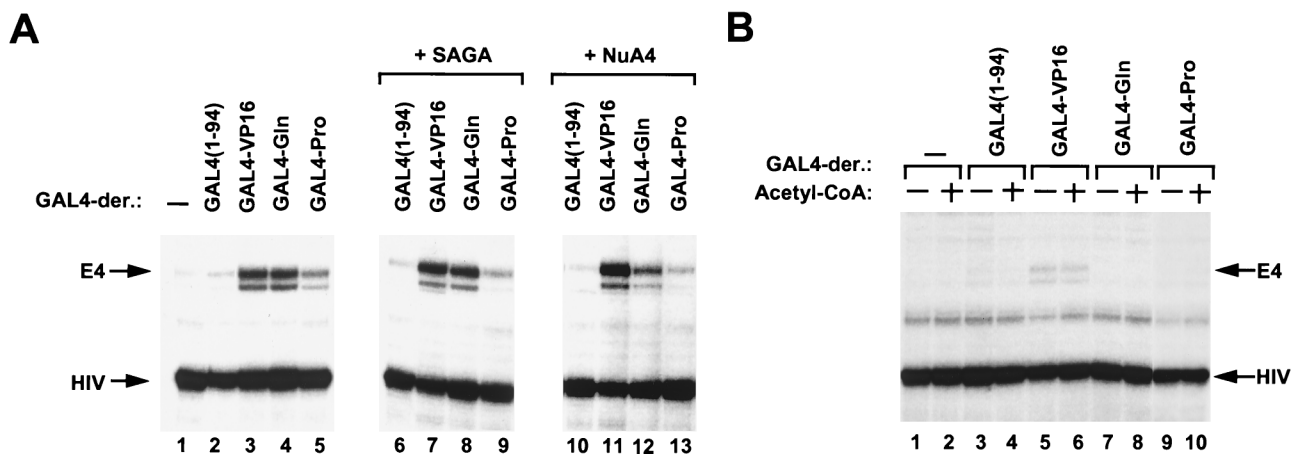 A
+ SAGA
+ NuA4
GAL4-der.: — GAL4(1-94) GAL4-VP16 GAL4-Gln GAL4-Pro
GAL4(1-94) GAL4-VP16 GAL4-Gln GAL4-Pro
GAL4(1-94) GAL4-VP16 GAL4-Gln GAL4-Pro
E4
HIV
1 2 3 4 5 6 7 8 9 10 11 12 13
B
GAL4-der.: — GAL4(1-94) GAL4-VP16 GAL4-Gln GAL4-Pro
Acetyl-CoA: — + — + — + — + — +
E4
HIV
1 2 3 4 5 6 7 8 9 10